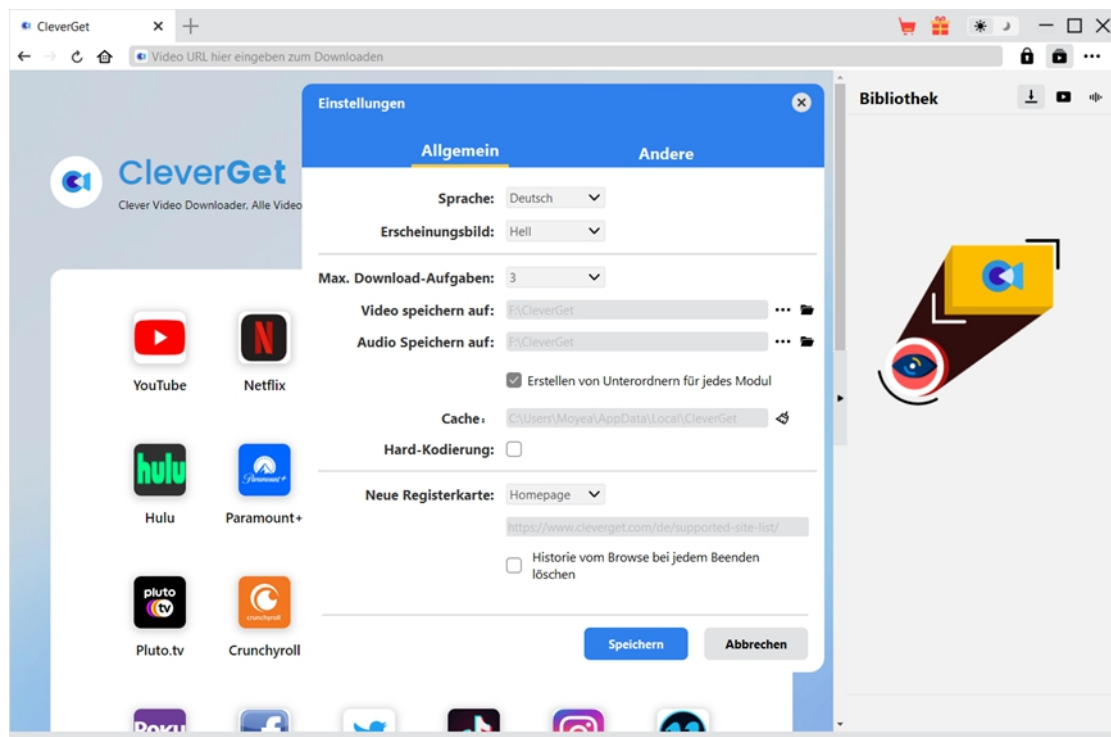 CleverGet
Video URL hier eingeben zum Downloaden
Einstellungen
Allgemein
Andere
Sprache: Deutsch
Erscheinungsbild: Hell
Max. Download-Aufgaben: 3
Video speichern auf: F:\CleverGet
Audio Speichern auf: F:\CleverGet
Erstellen von Unterordnern für jedes Modul
Cache: C:\Users\Moyea\AppData\Local\CleverGet
Hard-Kodierung:
Neue Registerkarte: Homepage
https://www.cleverget.com/de/supported-site-list/
Historie vom Browse bei jedem Beenden
löschen
Speichern
Abbrechen
Bibliothek
CleverGet
Clever Video Downloader, Alle Video
YouTube
Netflix
hulu
Paramount+
Hulu
Paramount+
pluto
tv
crunchyroll
Pluto.tv
Crunchyroll